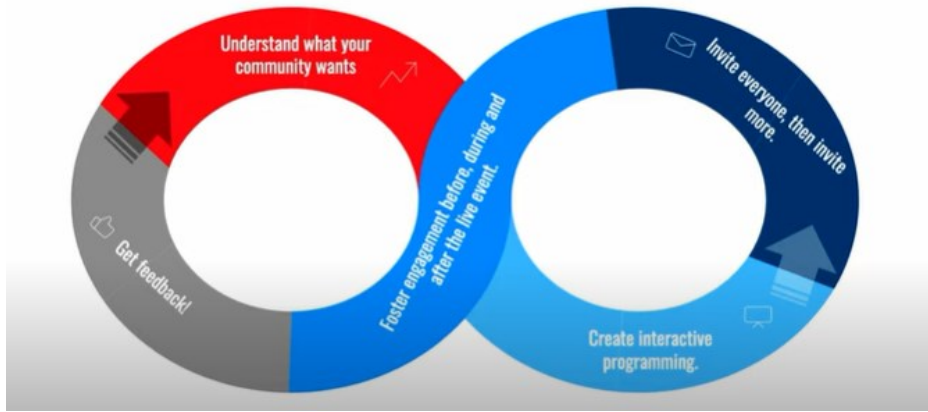 Understand what your
community wants
Foster engagement before, during and
after the live event.
Invite everyone, then invite
more.
Get feedback!
Create interactive
programming.